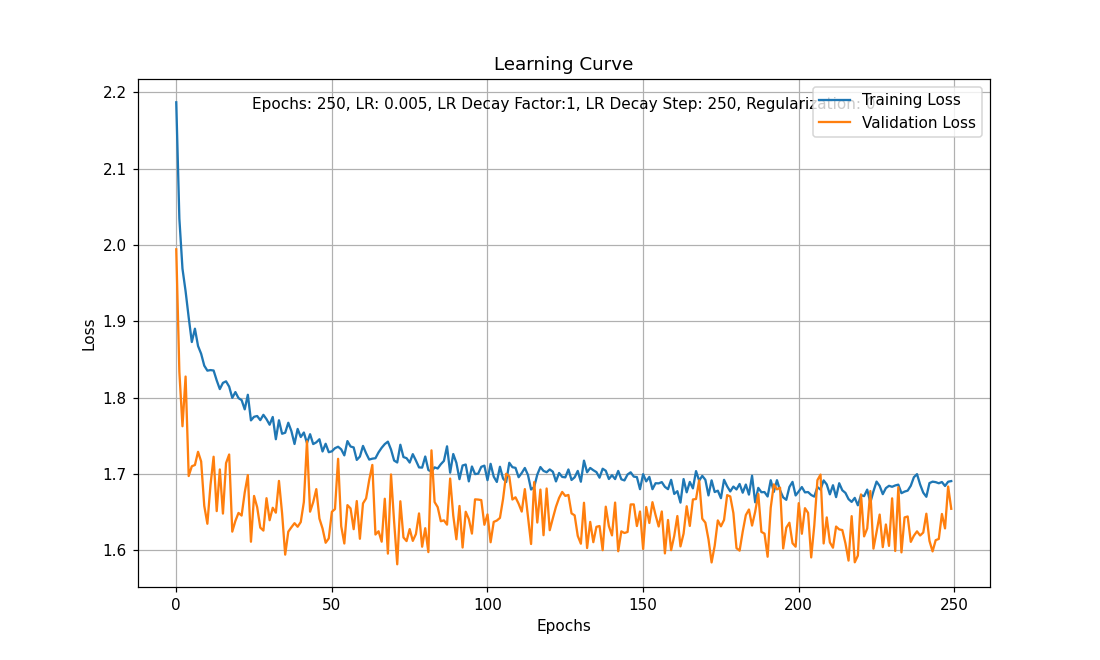 Learning Curve
Epochs: 250, LR: 0.005, LR Decay Factor:1, LR Decay Step: 250, Regularization: 0
Training Loss
Validation Loss
2.2
2.1
2.0
1.9
1.8
1.7
1.6
Loss
0 50 100 150 200 250
Epochs